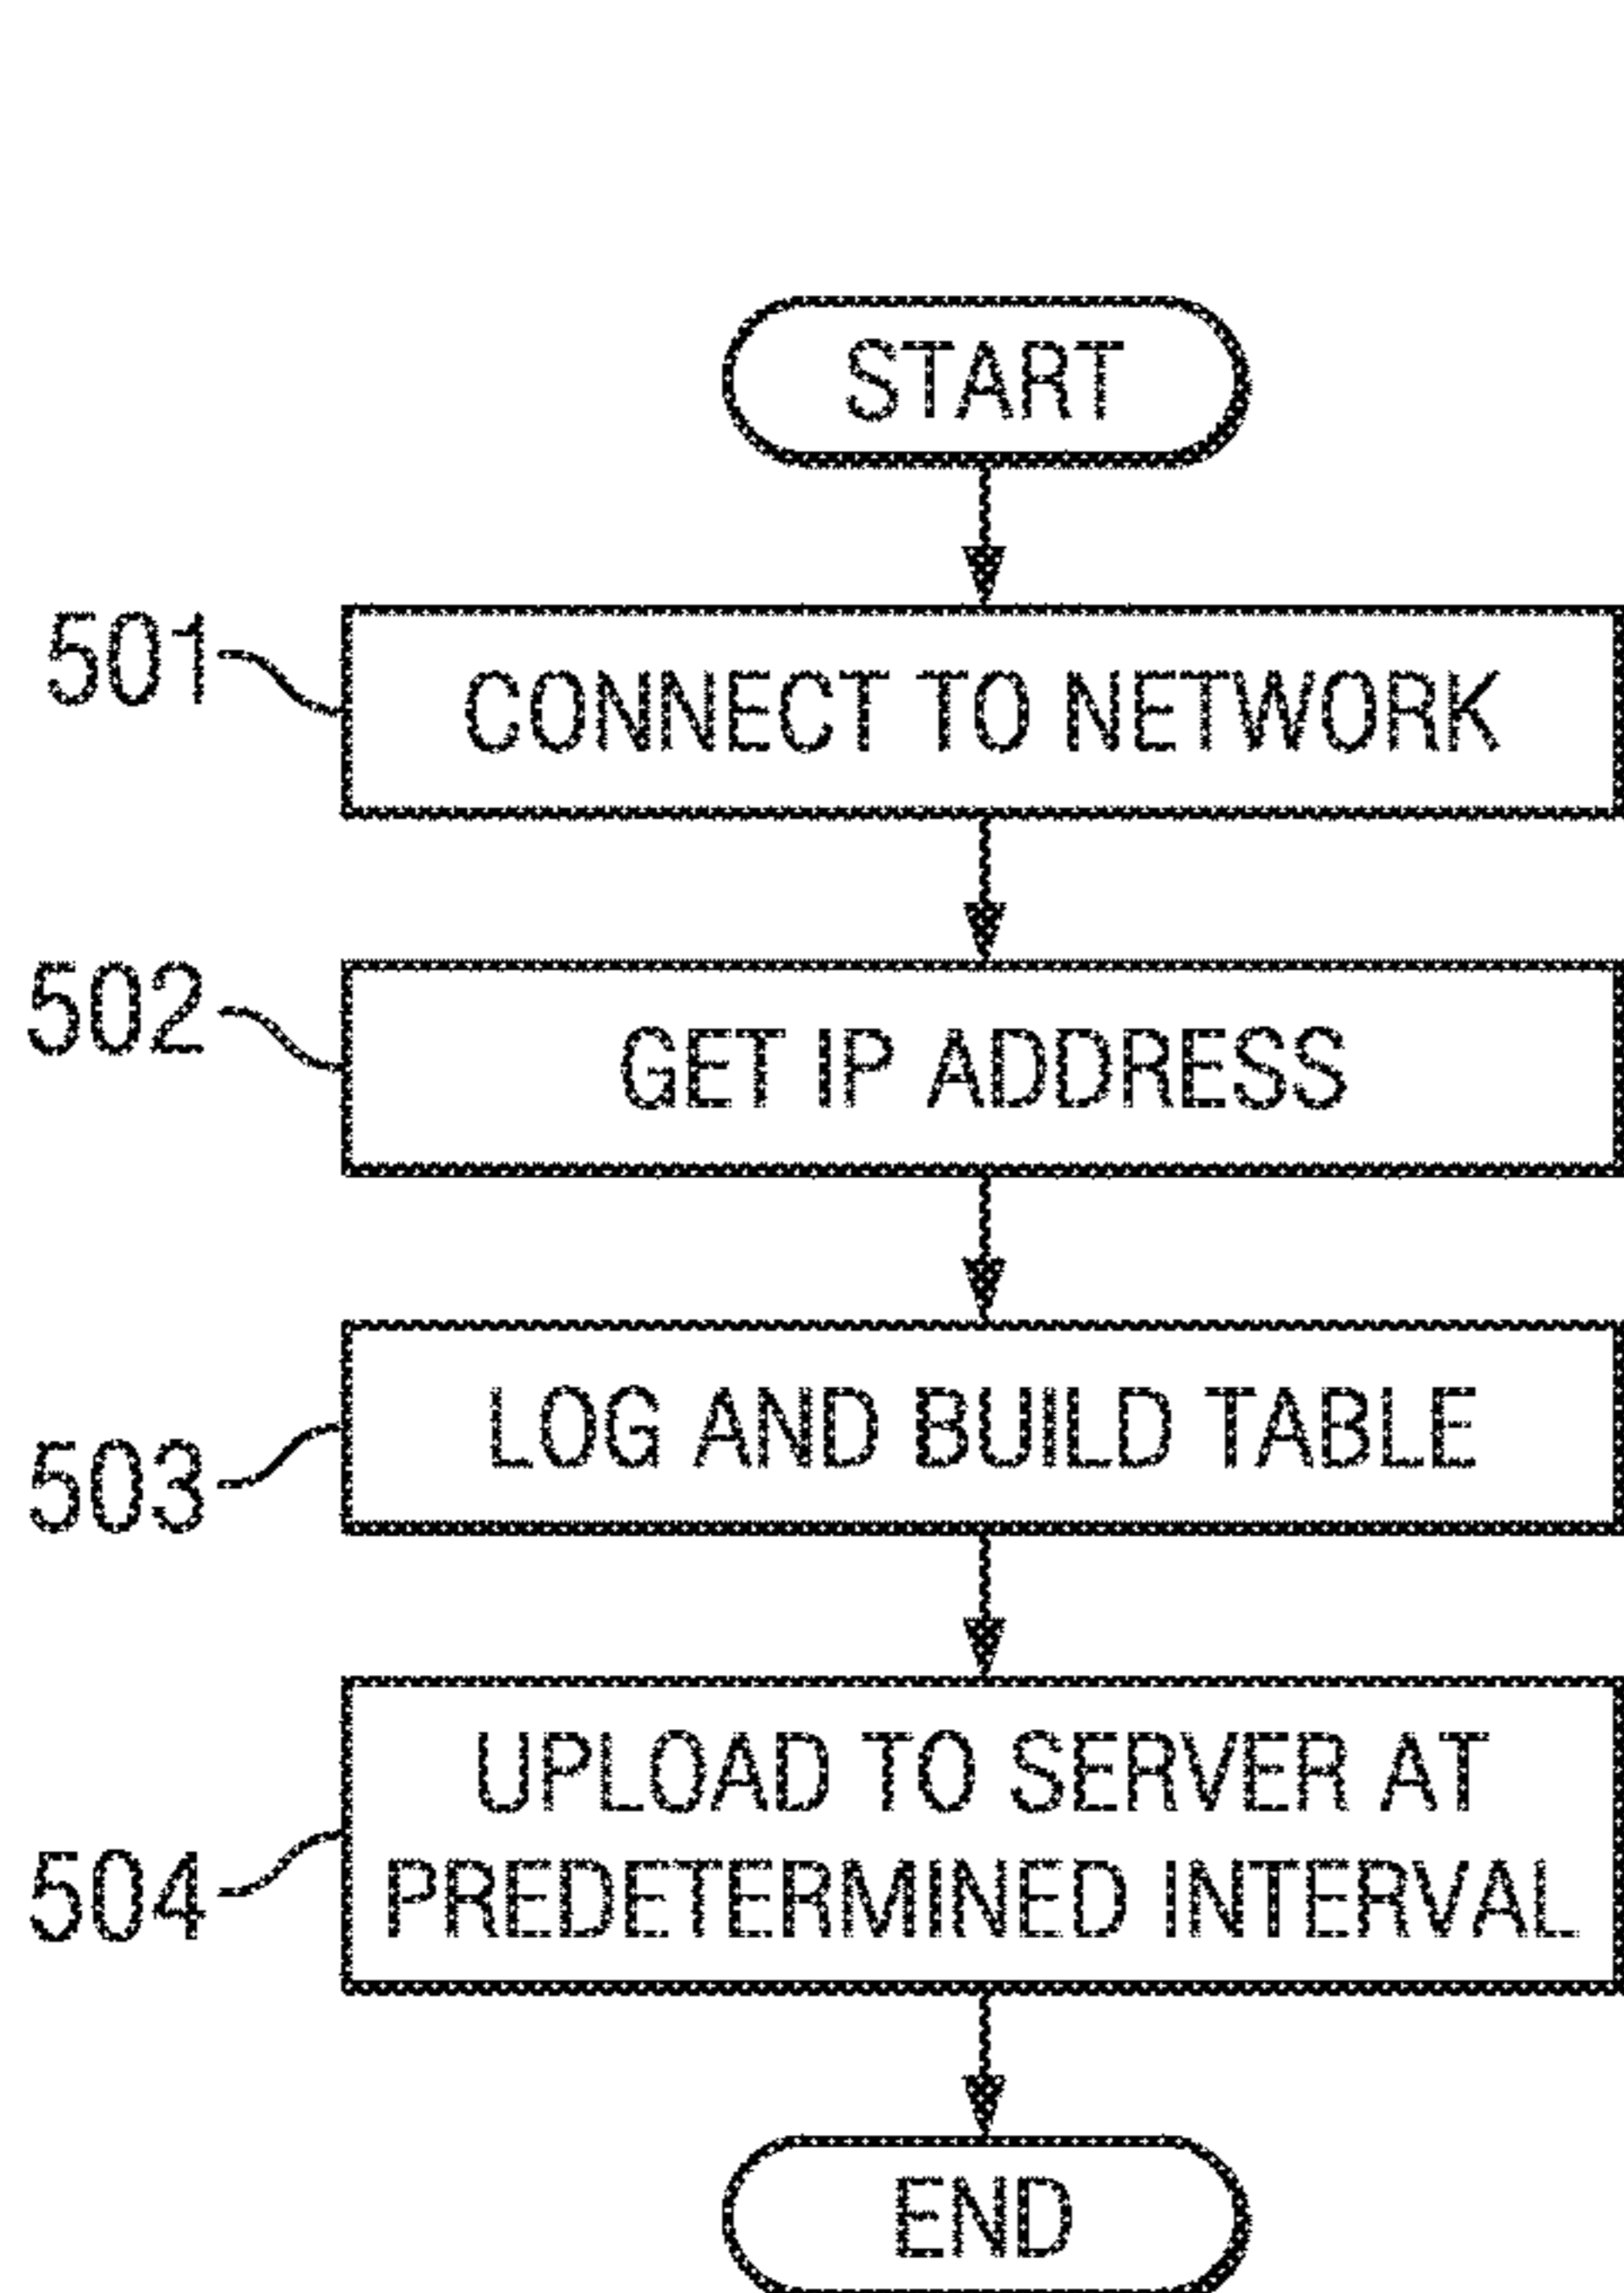 START
501
CONNECT TO NETWORK
502
GET IP ADDRESS
503
LOG AND BUILD TABLE
504
UPLOAD TO SERVER AT
PREDETERMINED INTERVAL
END